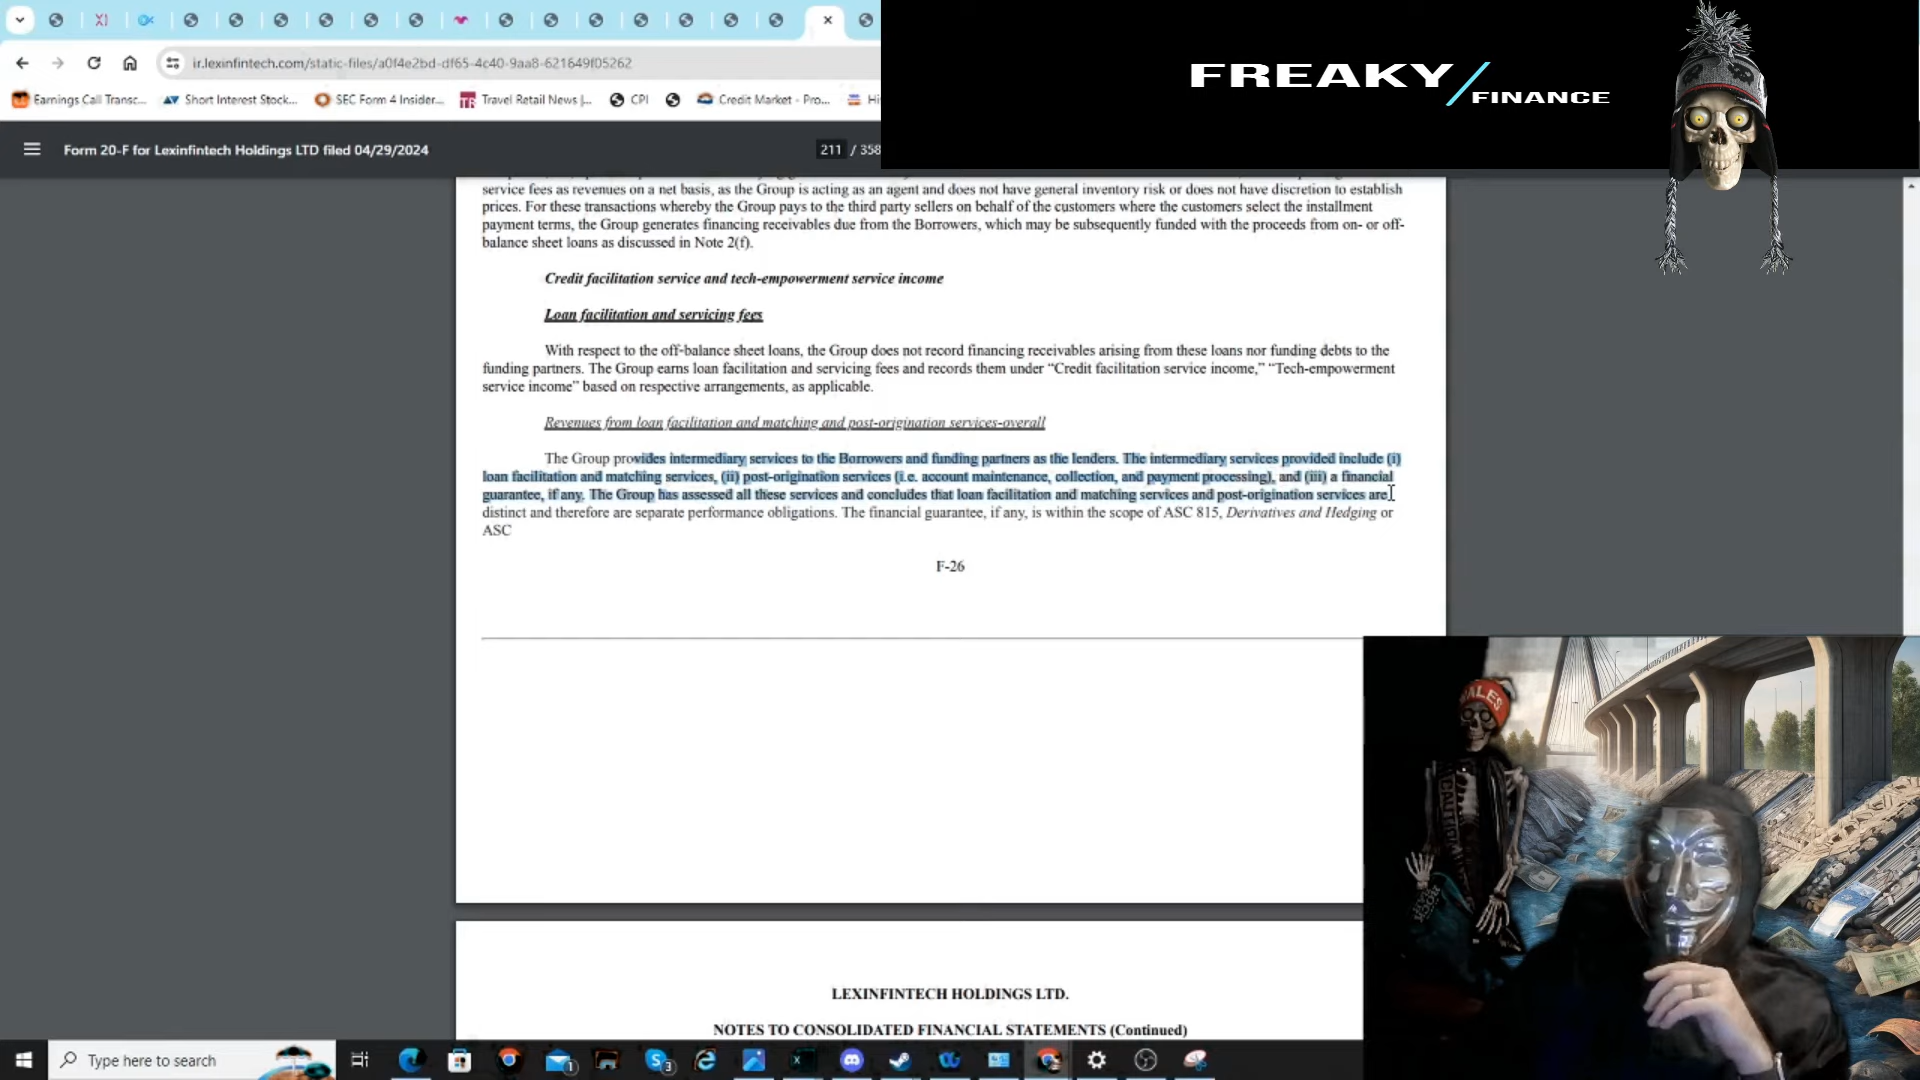 ir.lexinfintech.com/static-files/a0f4e2bd-df65-4c40-9aa8-621649f05262
Earnings Call Transc... Short Interest Stock... SEC Form 4 Insider... Travel Retail News |... CPI Credit Market - Pro... Hi
FREAKY/FINANCE
Form 20-F for Lexinfintech Holdings LTD filed 04/29/2024 211 / 358
service fees as revenues on a net basis, as the Group is acting as an agent and does not have general inventory risk or does not have discretion to establish
prices. For these transactions whereby the Group pays to the third party sellers on behalf of the customers where the customers select the installment
payment terms, the Group generates financing receivables due from the Borrowers, which may be subsequently funded with the proceeds from on- or off-
balance sheet loans as discussed in Note 2(f).
Credit facilitation service and tech-empowerment service income
Loan facilitation and servicing fees
With respect to the off-balance sheet loans, the Group does not record financing receivables arising from these loans nor funding debts to the
funding partners. The Group earns loan facilitation and servicing fees and records them under “Credit facilitation service income,” “Tech-empowerment
service income” based on respective arrangements, as applicable.
Revenues from loan facilitation and matching and post-origination services-overall
The Group provides intermediary services to the Borrowers and funding partners as the lenders. The intermediary services provided include (i)
loan facilitation and matching services, (ii) post-origination services (i.e. account maintenance, collection, and payment processing), and (iii) a financial
guarantee, if any. The Group has assessed all these services and concludes that loan facilitation and matching services and post-origination services are
distinct and therefore are separate performance obligations. The financial guarantee, if any, is within the scope of ASC 815, Derivatives and Hedging or
ASC
F-26
LEXINFINTECH HOLDINGS LTD.
NOTES TO CONSOLIDATED FINANCIAL STATEMENTS (Continued)
WALES
CAUTION
Type here to search